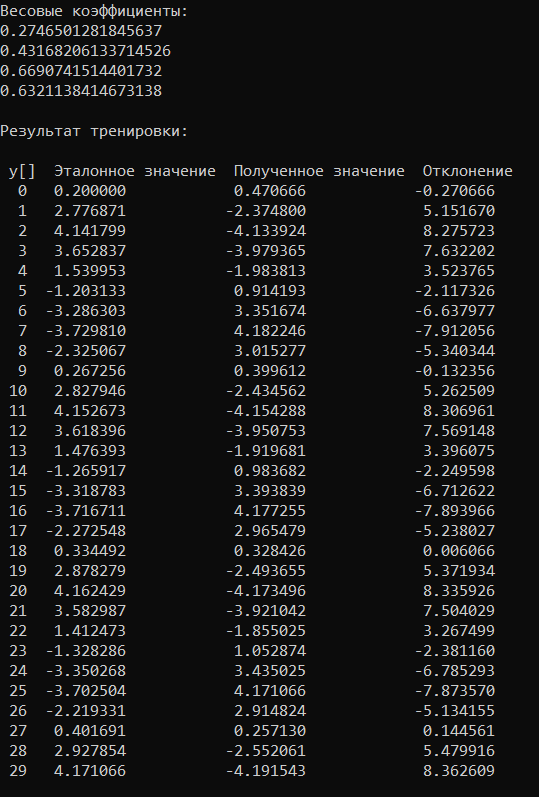 Весовые коэффициенты:
0.2746501281845637
0.43168206133714526
0.6690741514401732
0.6321138414673138
Результат тренировки:
y[] Эталонное значение Полученное значение Отклонение
0 0.200000 0.470666 -0.270666
1 2.776871 -2.374800 5.151670
2 4.141799 -4.133924 8.275723
3 3.652837 -3.979365 7.632202
4 1.539953 -1.983813 3.523765
5 -1.203133 0.914193 -2.117326
6 -3.286303 3.351674 -6.637977
7 -3.729810 4.182246 -7.912056
8 -2.325067 3.015277 -5.340344
9 0.267256 0.399612 -0.132356
10 2.827946 -2.434562 5.262509
11 4.152673 -4.154288 8.306961
12 3.618396 -3.950753 7.569148
13 1.476393 -1.919681 3.396075
14 -1.265917 0.983682 -2.249598
15 -3.318783 3.393839 -6.712622
16 -3.716711 4.177255 -7.893966
17 -2.272548 2.965479 -5.238027
18 0.334492 0.328426 0.006066
19 2.878279 -2.493655 5.371934
20 4.162429 -4.173496 8.335926
21 3.582987 -3.921042 7.504029
22 1.412473 -1.855025 3.267499
23 -1.328286 1.052874 -2.381160
24 -3.350268 3.435025 -6.785293
25 -3.702504 4.171066 -7.873570
26 -2.219331 2.914824 -5.134155
27 0.401691 0.257130 0.144561
28 2.927854 -2.552061 5.479916
29 4.171066 -4.191543 8.362609